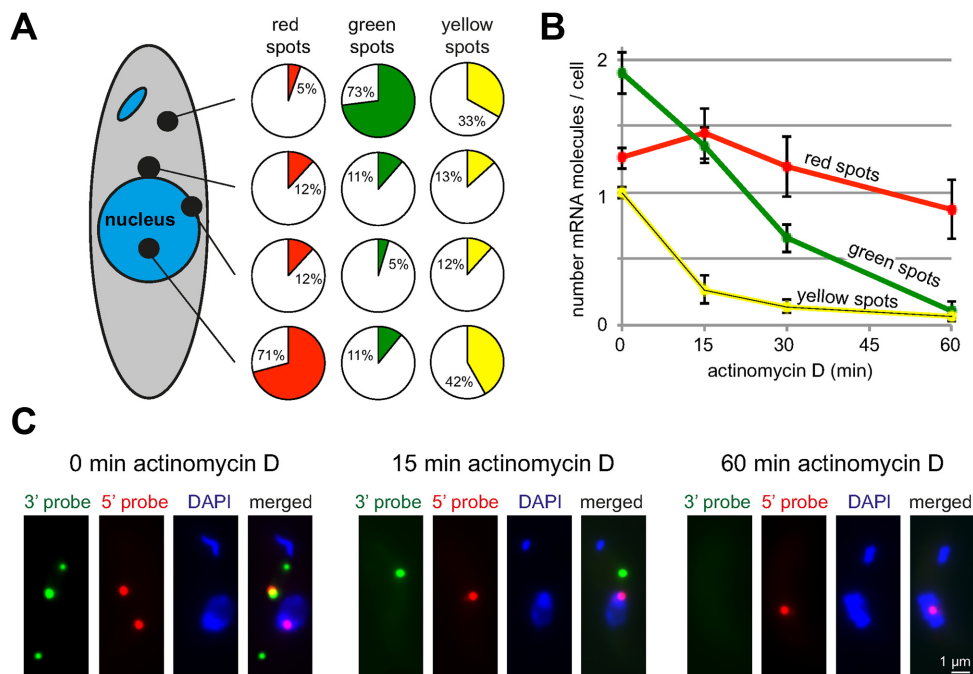 A
red spots
green spots
yellow spots
5%
73%
33%
12%
11%
13%
nucleus
12%
5%
12%
71%
11%
42%
B
number mRNA molecules / cell
2
1
0
red spots
green spots
yellow spots
0
15
30
45
60
actinomycin D (min)
C
0 min actinomycin D
15 min actinomycin D
60 min actinomycin D
3' probe 5' probe DAPI merged
3' probe 5' probe DAPI merged
3' probe 5' probe DAPI merged
1 µm